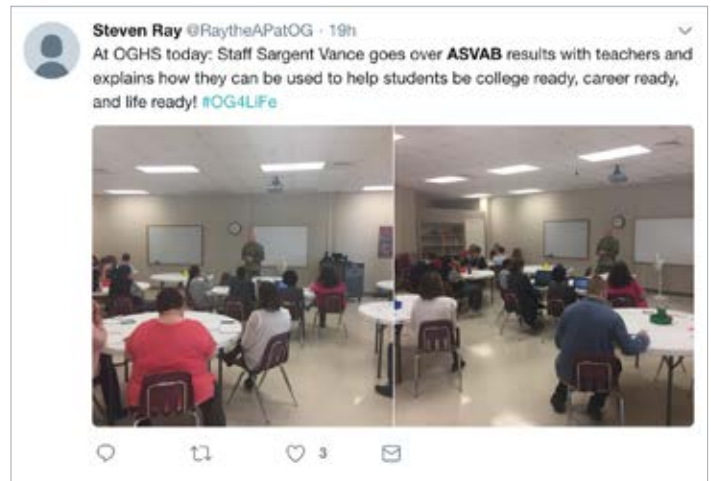 Steven Ray @RaytheAPatOG · 19h
At OGHS today: Staff Sargent Vance goes over ASVAB results with teachers and
explains how they can be used to help students be college ready, career ready,
and life ready! #OG4LiFe
3